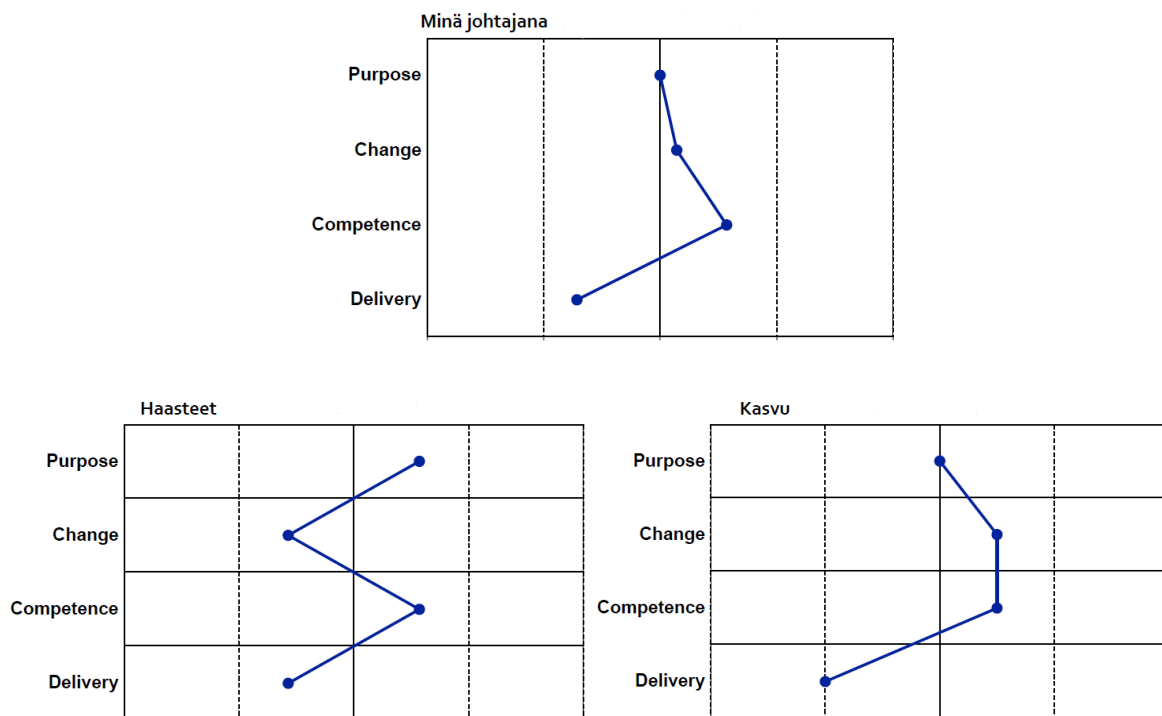 Minä johtajana
Purpose
Change
Competence
Delivery
Haasteet
Purpose
Change
Competence
Delivery
Kasvu
Purpose
Change
Competence
Delivery